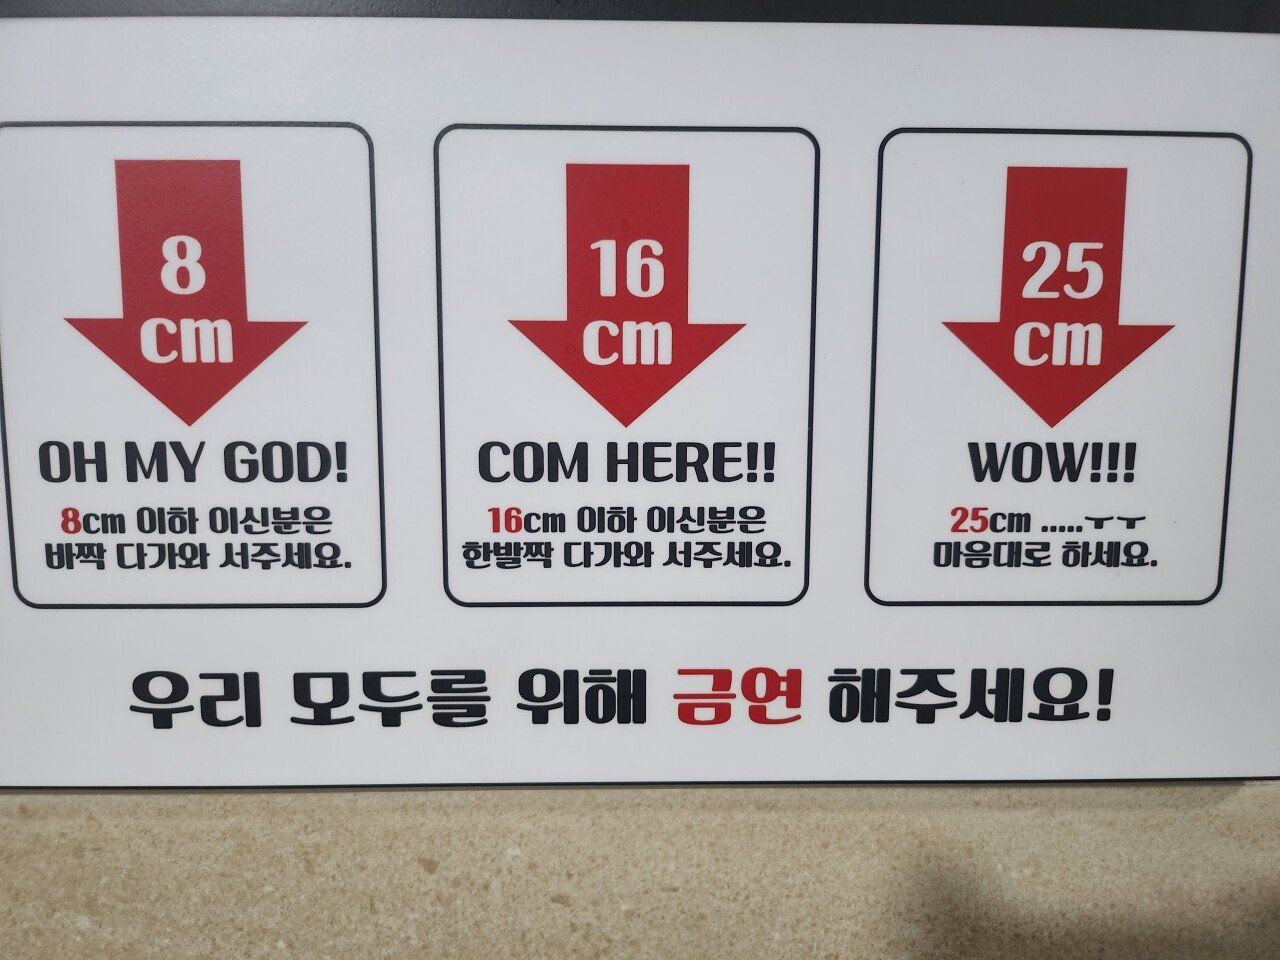 8
cm
OH MY GOD!
8cm 이하 이신분은
바짝 다가와 서주세요.
16
cm
COM HERE!!
16cm 이하 이신분은
한발짝 다가와 서주세요.
25
cm
WOW!!!
25cm .....ㅜㅜ
마음대로 하세요.
우리 모두를 위해 금연 해주세요!